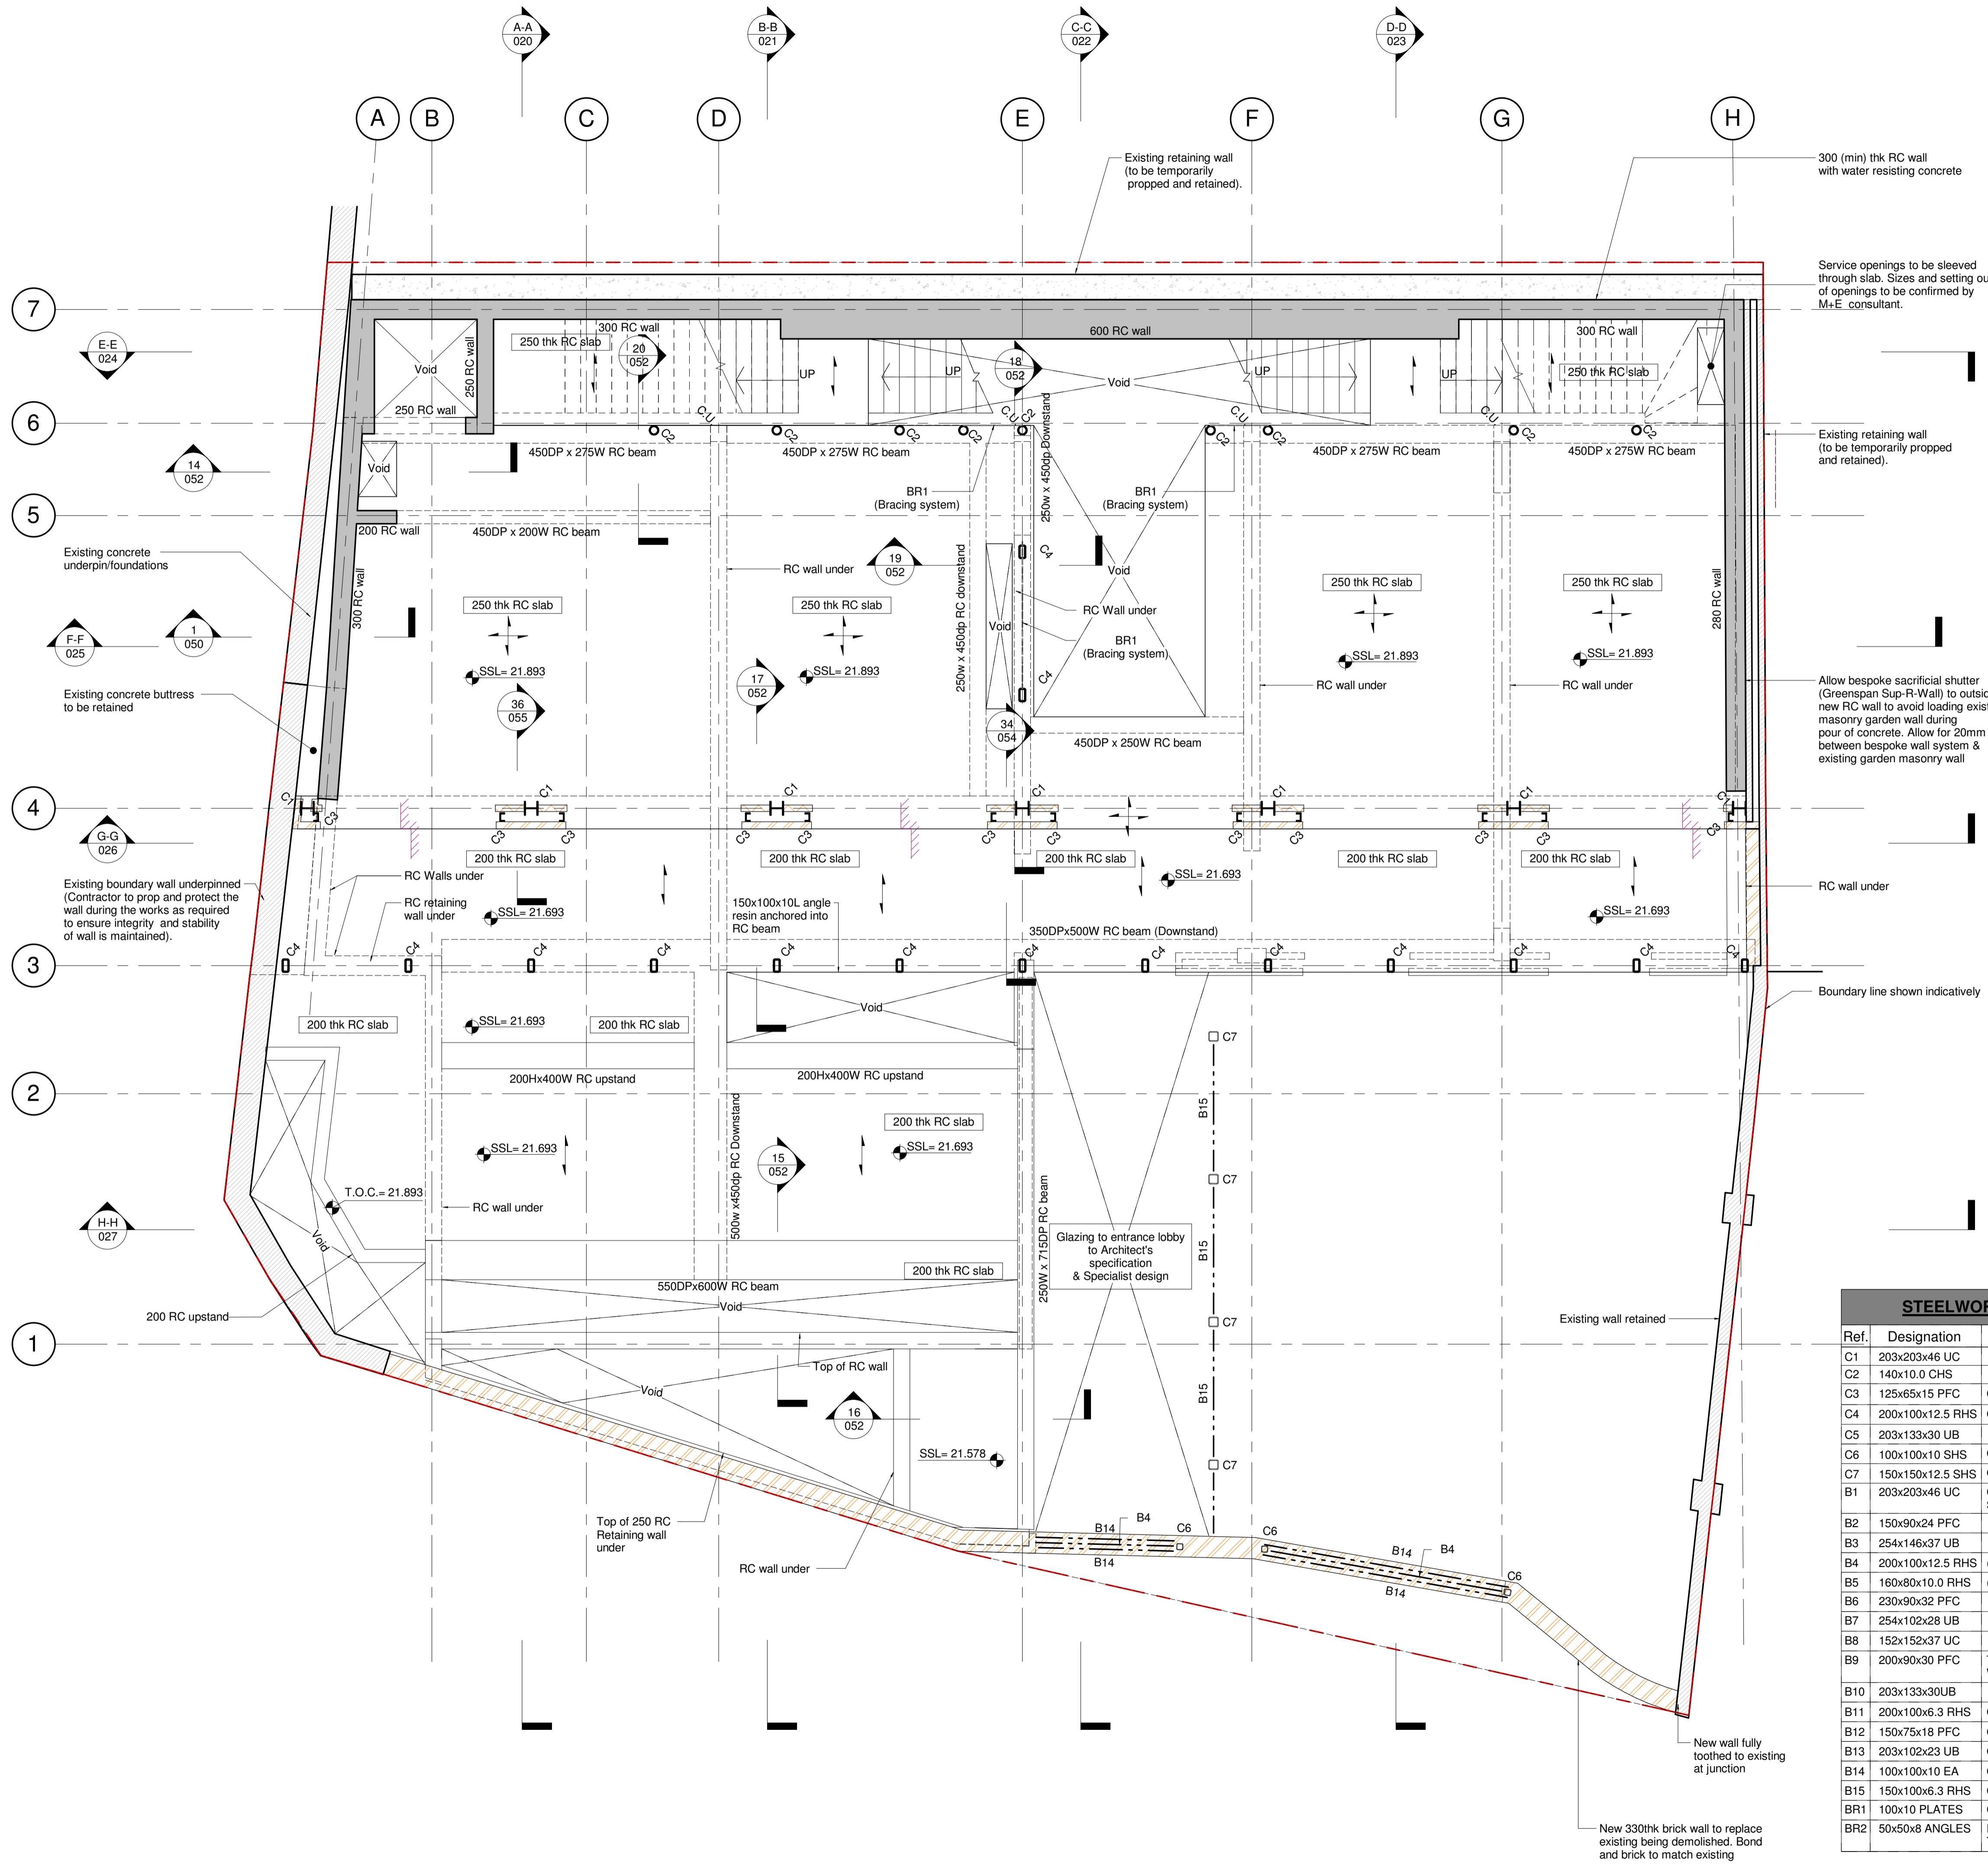 A-A
020
B-B
021
C-C
022
D-D
023
A
B
C
D
E
F
G
H
Existing retaining wall
(to be temporarily
propped and retained).
300 (min) thk RC wall
with water resisting concrete
Service openings to be sleeved
through slab. Sizes and setting
of openings to be confirmed by
M+E consultant.
7
300 RC wall
600 RC wall
300 RC wall
E-E
024
250 thk RC slab
20
052
18
052
250 thk RC slab
Void
250 RC wall
UP
UP
Void
UP
UP
250 RC wall
6
C.U
C.U
C2
C.U
C.U
C2
C2
C2
C2
C2
C2
C2
C2
Existing retaining wall
(to be temporarily propped
and retained).
450DP x 275W RC beam
450DP x 275W RC beam
450DP x 275W RC beam
450DP x 275W RC beam
14
052
Void
250w x 450dp Downstand
BR1
(Bracing system)
BR1
(Bracing system)
5
200 RC wall
450DP x 200W RC beam
Existing concrete
underpin/foundations
19
052
C4
RC wall under
Void
250 thk RC slab
250 thk RC slab
300 RC wall
280 RC wall
250w x 450dp RC downstand
250 thk RC slab
250 thk RC slab
RC Wall under
F-F
025
1
050
Void
BR1
(Bracing system)
SSL= 21.893
SSL= 21.893
SSL= 21.893
SSL= 21.893
17
052
C4
RC wall under
RC wall under
Existing concrete buttress
to be retained
36
055
34
054
450DP x 250W RC beam
Allow bespoke sacrificial shutter
(Greenspan Sup-R-Wall) to
new RC wall to avoid loading
masonry garden wall during
pour of concrete. Allow for 20mm
between bespoke wall system &
existing garden masonry wall
4
C1
C1
C1
C1
C1
C1
C1
C3
C3
C3
C3
C3
C3
C3
C3
C3
C3
C3
C3
G-G
026
200 thk RC slab
200 thk RC slab
200 thk RC slab
200 thk RC slab
200 thk RC slab
Existing boundary wall underpinned
(Contractor to prop and protect the
wall during the works as required
to ensure integrity and stability
of wall is maintained).
RC Walls under
RC retaining
wall under
SSL= 21.693
150x100x10L angle
resin anchored into
RC beam
SSL= 21.693
SSL= 21.693
RC wall under
350DPx500W RC beam (Downstand)
3
C4
C4
C4
C4
C4
C4
C4
C4
C4
C4
C4
C4
C4
Boundary line shown indicatively
200 thk RC slab
SSL= 21.693
200 thk RC slab
Void
C7
200Hx400W RC upstand
200Hx400W RC upstand
2
B15
200 thk RC slab
SSL= 21.693
SSL= 21.693
500w x450dp RC Downstand
15
052
T.O.C.= 21.893
C7
RC wall under
H-H
027
Void
Glazing to entrance lobby
to Architect's
specification
& Specialist design
B15
250W x 715DP RC beam
200 thk RC slab
550DPx600W RC beam
Void
200 RC upstand
C7
Existing wall retained
1
Top of RC wall
Void
B15
16
052
SSL= 21.578
C7
Top of 250 RC
Retaining wall
under
RC wall under
B14
B4
C6
B14
C6
B14
B4
B14
C6
New wall fully
toothed to existing
at junction
New 330thk brick wall to replace
existing being demolished. Bond
and brick to match existing
Ref. Designation
C1 203x203x46 UC
C2 140x10.0 CHS
C3 125x65x15 PFC
C4 200x100x12.5 RHS
C5 203x133x30 UB
C6 100x100x10 SHS
C7 150x150x12.5 SHS
B1 203x203x46 UC
B2 150x90x24 PFC
B3 254x146x37 UB
B4 200x100x12.5 RHS
B5 160x80x10.0 RHS
B6 230x90x32 PFC
B7 254x102x28 UB
B8 152x152x37 UC
B9 200x90x30 PFC
B10 203x133x30UB
B11 200x100x6.3 RHS
B12 150x75x18 PFC
B13 203x102x23 UB
B14 100x100x10 EA
B15 150x100x6.3 RHS
BR1 100x10 PLATES
BR2 50x50x8 ANGLES